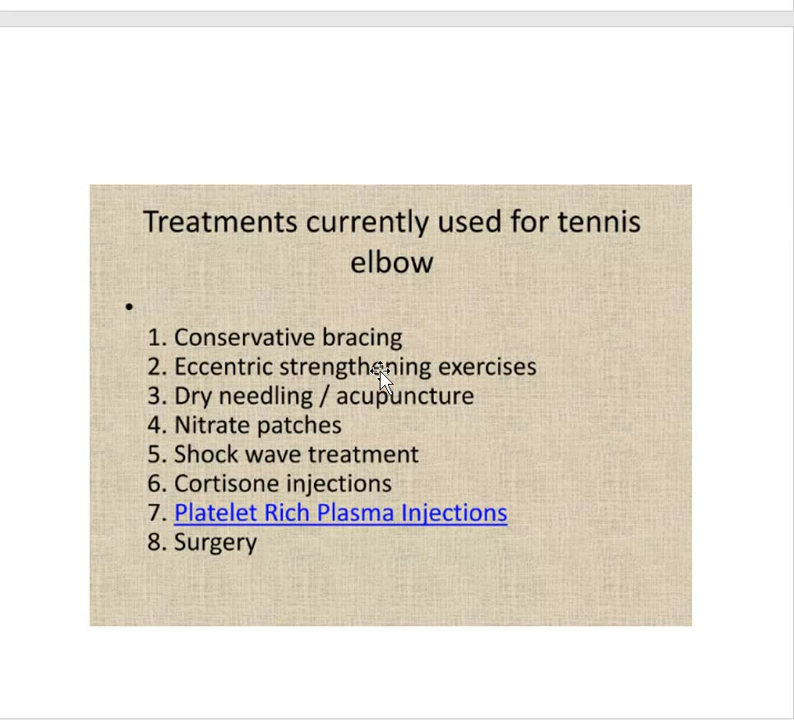 Treatments currently used for tennis
elbow
•
1. Conservative bracing
2. Eccentric strengthening exercises
3. Dry needling / acupuncture
4. Nitrate patches
5. Shock wave treatment
6. Cortisone injections
7. Platelet Rich Plasma Injections
8. Surgery